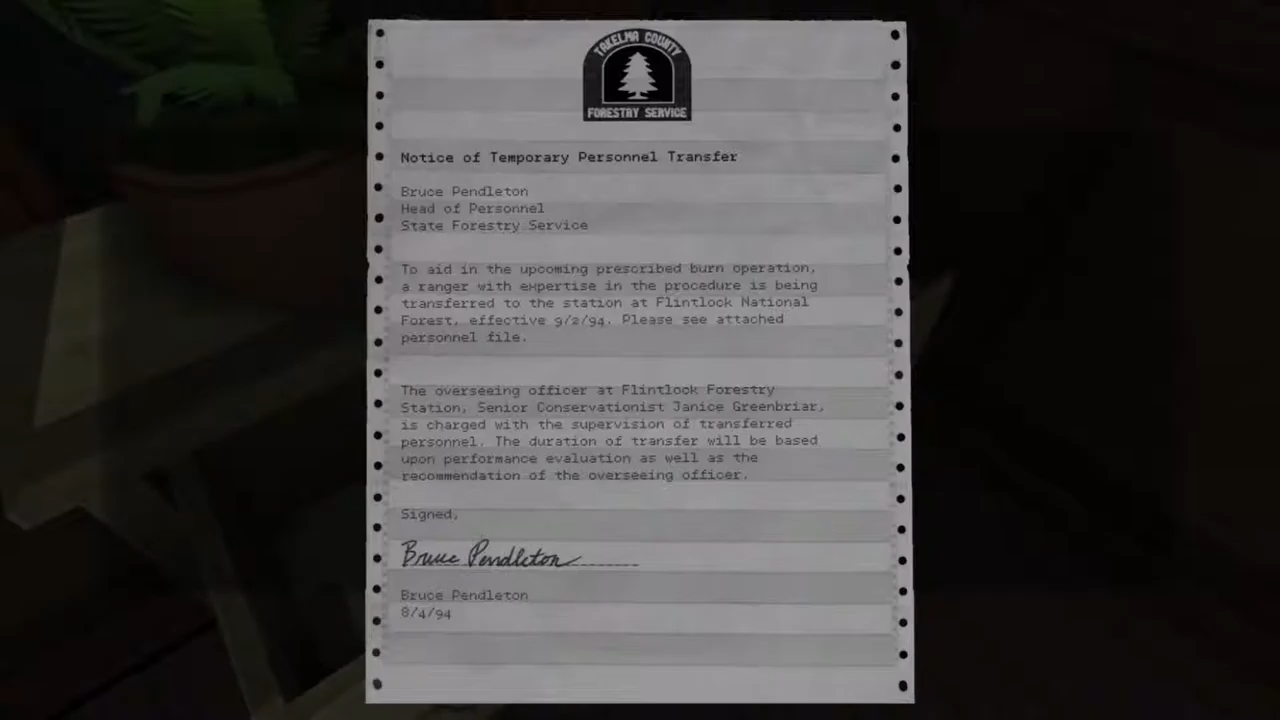 TAKELMA COUNTY
FORESTRY SERVICE
Notice of Temporary Personnel Transfer
Bruce Pendleton
Head of Personnel
State Forestry Service
To aid in the upcoming prescribed burn operation,
a ranger with expertise in the procedure is being
transferred to the station at Flintlock National
Forest, effective 9/2/94. Please see attached
personnel file.
The overseeing officer at Flintlock Forestry
Station, Senior Conservationist Janice Greenbriar,
is charged with the supervision of transferred
personnel. The duration of transfer will be based
upon performance evaluation as well as the
recommendation of the overseeing officer.
Signed,
Bruce Pendleton
Bruce Pendleton
8/4/94